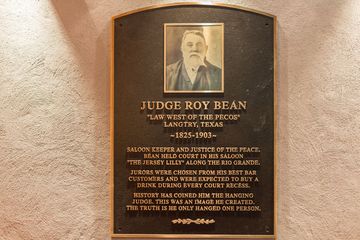 JUDGE ROY BEAN
"LAW WEST OF THE PECOS"
LANGTRY, TEXAS
~1825-1903~
SALOON KEEPER AND JUSTICE OF THE PEACE.
BEAN HELD COURT IN HIS SALOON
"THE JERSEY LILLY" ALONG THE RIO GRANDE.
JURORS WERE CHOSEN FROM HIS BEST BAR
CUSTOMERS AND WERE EXPECTED TO BUY A
DRINK DURING EVERY COURT RECESS.
HISTORY HAS COINED HIM THE HANGING
JUDGE. THIS WAS AN IMAGE HE CREATED.
THE TRUTH IS HE ONLY HANGED ONE PERSON.